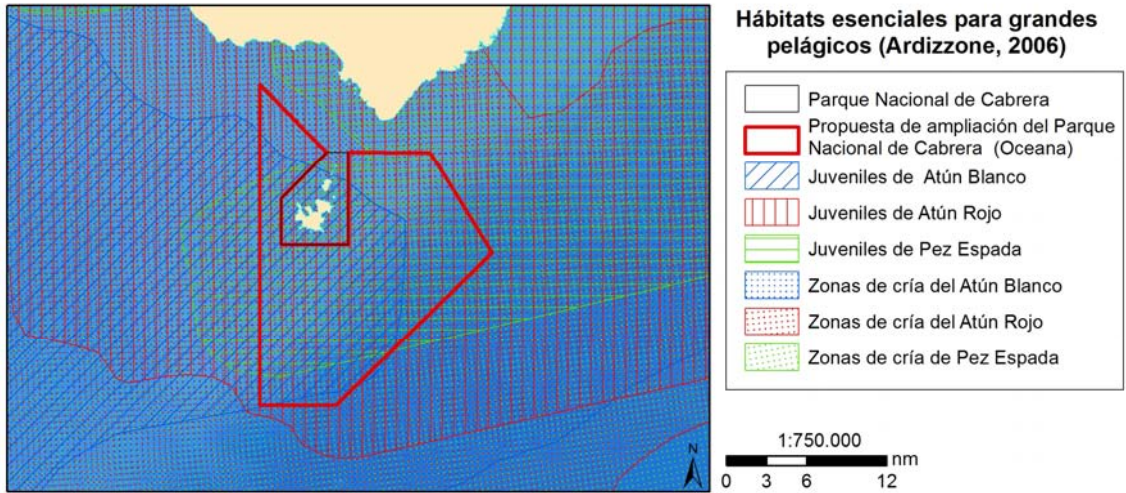 Hábitats esenciales para grandes
pelágicos (Ardizzone, 2006)
Parque Nacional de Cabrera
Propuesta de ampliación del Parque
Nacional de Cabrera (Oceana)
Juveniles de Atún Blanco
Juveniles de Atún Rojo
Juveniles de Pez Espada
Zonas de cría del Atún Blanco
Zonas de cría del Atún Rojo
Zonas de cría de Pez Espada
N
1:750.000
nm
0 3 6 12